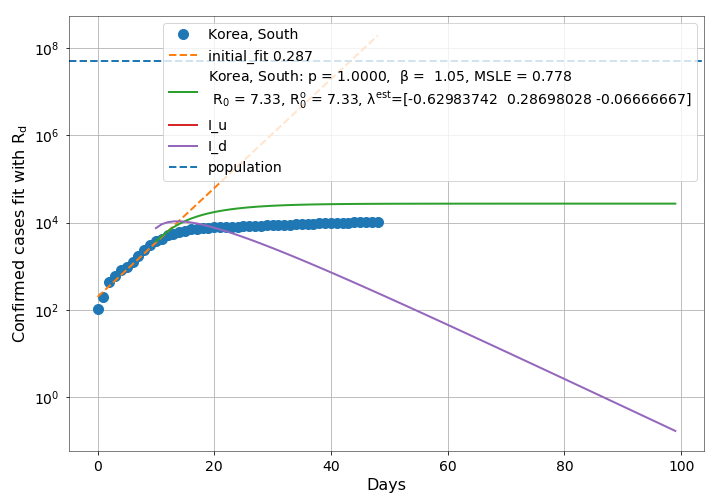 Korea, South
initial_fit 0.287
Korea, South: p = 1.0000,  β =  1.05, MSLE = 0.778
R₀ = 7.33, R₀ᵒ = 7.33, λᵉˢᵗ=[-0.62983742  0.28698028 -0.06666667]
I_u
I_d
population
Confirmed cases fit with R_d
10⁸
10⁶
10⁴
10²
10⁰
0 20 40 60 80 100
Days